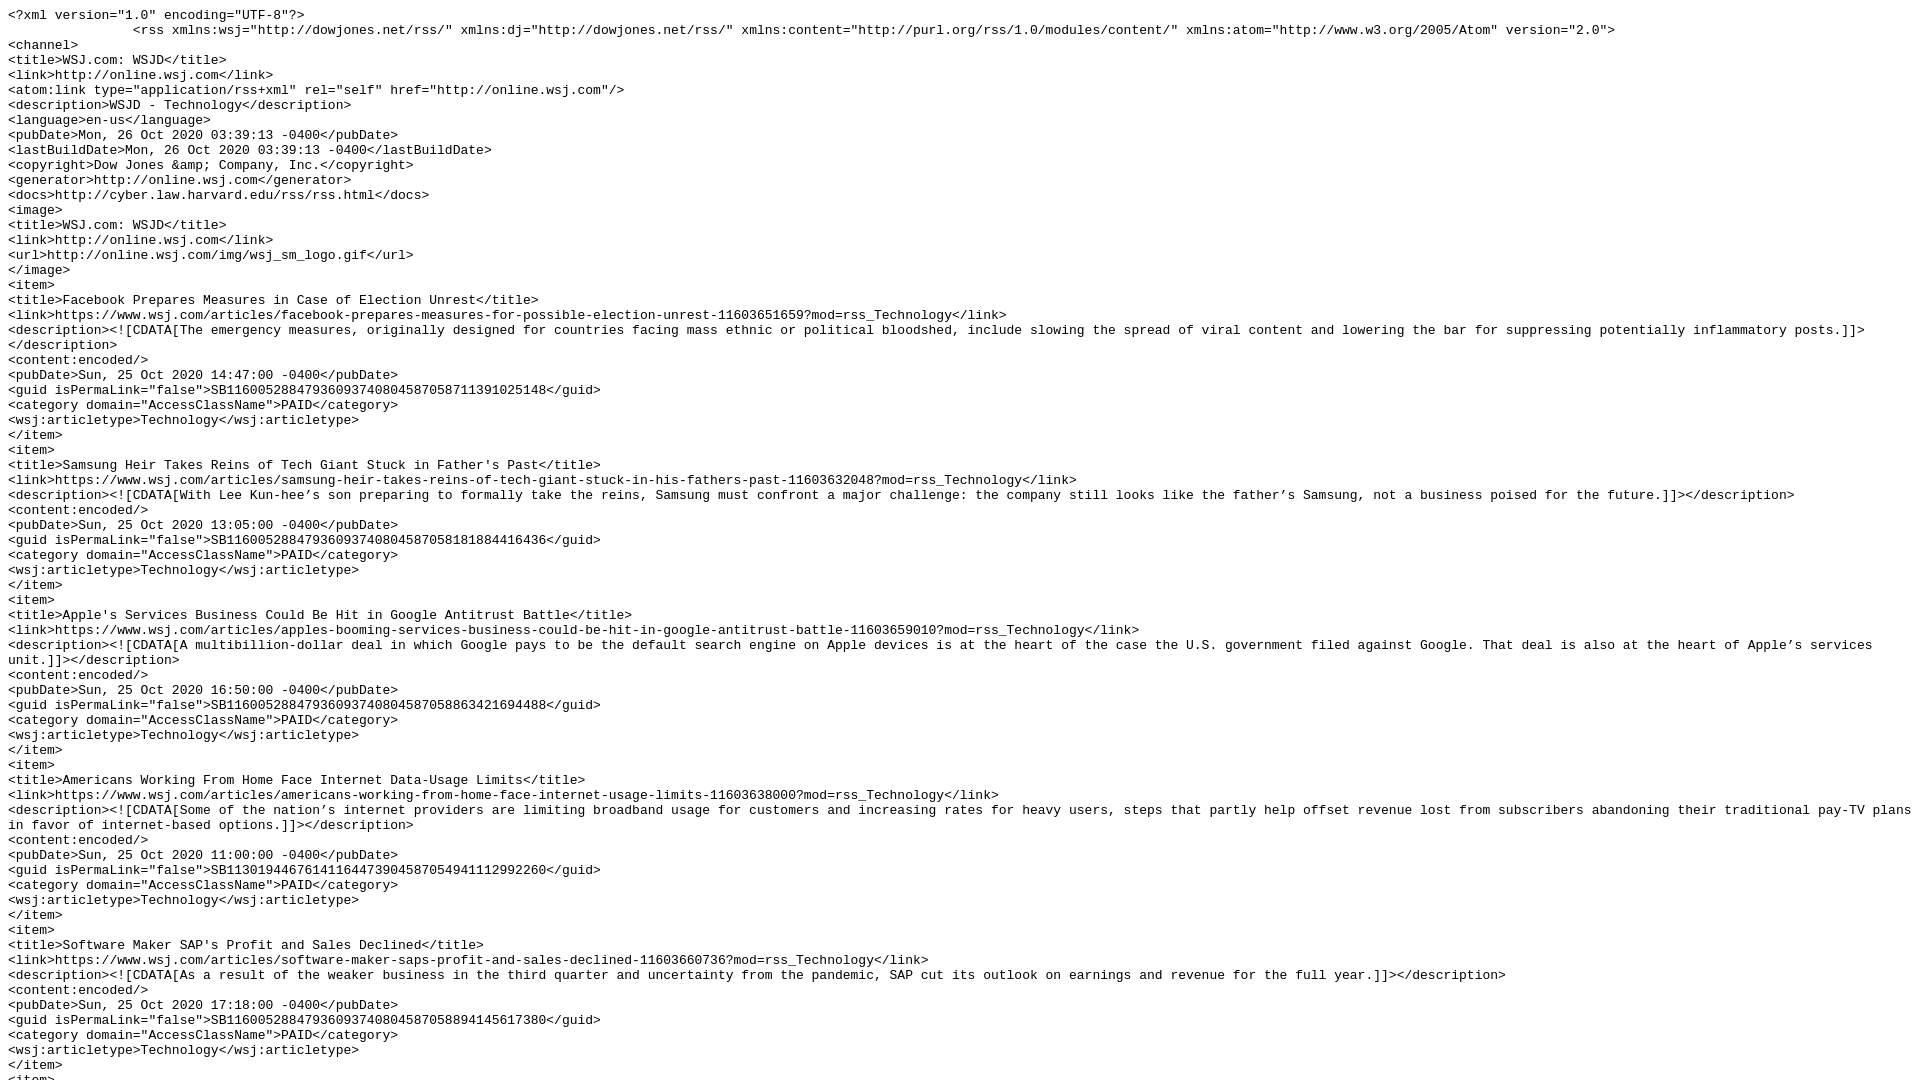 <?xml version="1.0" encoding="UTF-8"?>
<rss xmlns:wsj="http://dowjones.net/rss/" xmlns:dj="http://dowjones.net/rss/" xmlns:content="http://purl.org/rss/1.0/modules/content/" xmlns:atom="http://www.w3.org/2005/Atom" version="2.0">
<channel>
<title>WSJ.com: WSJD</title>
<link>http://online.wsj.com</link>
<atom:link type="application/rss+xml" rel="self" href="http://online.wsj.com"/>
<description>WSJD - Technology</description>
<language>en-us</language>
<pubDate>Mon, 26 Oct 2020 03:39:13 -0400</pubDate>
<lastBuildDate>Mon, 26 Oct 2020 03:39:13 -0400</lastBuildDate>
<copyright>Dow Jones &amp; Company, Inc.</copyright>
<generator>http://online.wsj.com</generator>
<docs>http://cyber.law.harvard.edu/rss/rss.html</docs>
<image>
<title>WSJ.com: WSJD</title>
<link>http://online.wsj.com</link>
<url>http://online.wsj.com/img/wsj_sm_logo.gif</url>
</image>
<item>
<title>Facebook Prepares Measures in Case of Election Unrest</title>
<link>https://www.wsj.com/articles/facebook-prepares-measures-for-possible-election-unrest-11603651659?mod=rss_Technology</link>
<description><![CDATA[The emergency measures, originally designed for countries facing mass ethnic or political bloodshed, include slowing the spread of viral content and lowering the bar for suppressing potentially inflammatory posts.]]>
</description>
<content:encoded/>
<pubDate>Sun, 25 Oct 2020 14:47:00 -0400</pubDate>
<guid isPermaLink="false">SB11600528847936093740804587058711391025148</guid>
<category domain="AccessClassName">PAID</category>
<wsj:articletype>Technology</wsj:articletype>
</item>
<item>
<title>Samsung Heir Takes Reins of Tech Giant Stuck in Father's Past</title>
<link>https://www.wsj.com/articles/samsung-heir-takes-reins-of-tech-giant-stuck-in-his-fathers-past-11603632048?mod=rss_Technology</link>
<description><![CDATA[With Lee Kun-hee’s son preparing to formally take the reins, Samsung must confront a major challenge: the company still looks like the father’s Samsung, not a business poised for the future.]]></description>
<content:encoded/>
<pubDate>Sun, 25 Oct 2020 13:05:00 -0400</pubDate>
<guid isPermaLink="false">SB11600528847936093740804587058181884416436</guid>
<category domain="AccessClassName">PAID</category>
<wsj:articletype>Technology</wsj:articletype>
</item>
<item>
<title>Apple's Services Business Could Be Hit in Google Antitrust Battle</title>
<link>https://www.wsj.com/articles/apples-booming-services-business-could-be-hit-in-google-antitrust-battle-11603659010?mod=rss_Technology</link>
<description><![CDATA[A multibillion-dollar deal in which Google pays to be the default search engine on Apple devices is at the heart of the case the U.S. government filed against Google. That deal is also at the heart of Apple’s services
unit.]]></description>
<content:encoded/>
<pubDate>Sun, 25 Oct 2020 16:50:00 -0400</pubDate>
<guid isPermaLink="false">SB11600528847936093740804587058863421694488</guid>
<category domain="AccessClassName">PAID</category>
<wsj:articletype>Technology</wsj:articletype>
</item>
<item>
<title>Americans Working From Home Face Internet Data-Usage Limits</title>
<link>https://www.wsj.com/articles/americans-working-from-home-face-internet-usage-limits-11603638000?mod=rss_Technology</link>
<description><![CDATA[Some of the nation’s internet providers are limiting broadband usage for customers and increasing rates for heavy users, steps that partly help offset revenue lost from subscribers abandoning their traditional pay-TV plans
in favor of internet-based options.]]></description>
<content:encoded/>
<pubDate>Sun, 25 Oct 2020 11:00:00 -0400</pubDate>
<guid isPermaLink="false">SB11301944676141164473904587054941112992260</guid>
<category domain="AccessClassName">PAID</category>
<wsj:articletype>Technology</wsj:articletype>
</item>
<item>
<title>Software Maker SAP's Profit and Sales Declined</title>
<link>https://www.wsj.com/articles/software-maker-saps-profit-and-sales-declined-11603660736?mod=rss_Technology</link>
<description><![CDATA[As a result of the weaker business in the third quarter and uncertainty from the pandemic, SAP cut its outlook on earnings and revenue for the full year.]]></description>
<content:encoded/>
<pubDate>Sun, 25 Oct 2020 17:18:00 -0400</pubDate>
<guid isPermaLink="false">SB11600528847936093740804587058894145617380</guid>
<category domain="AccessClassName">PAID</category>
<wsj:articletype>Technology</wsj:articletype>
</item>
<item>